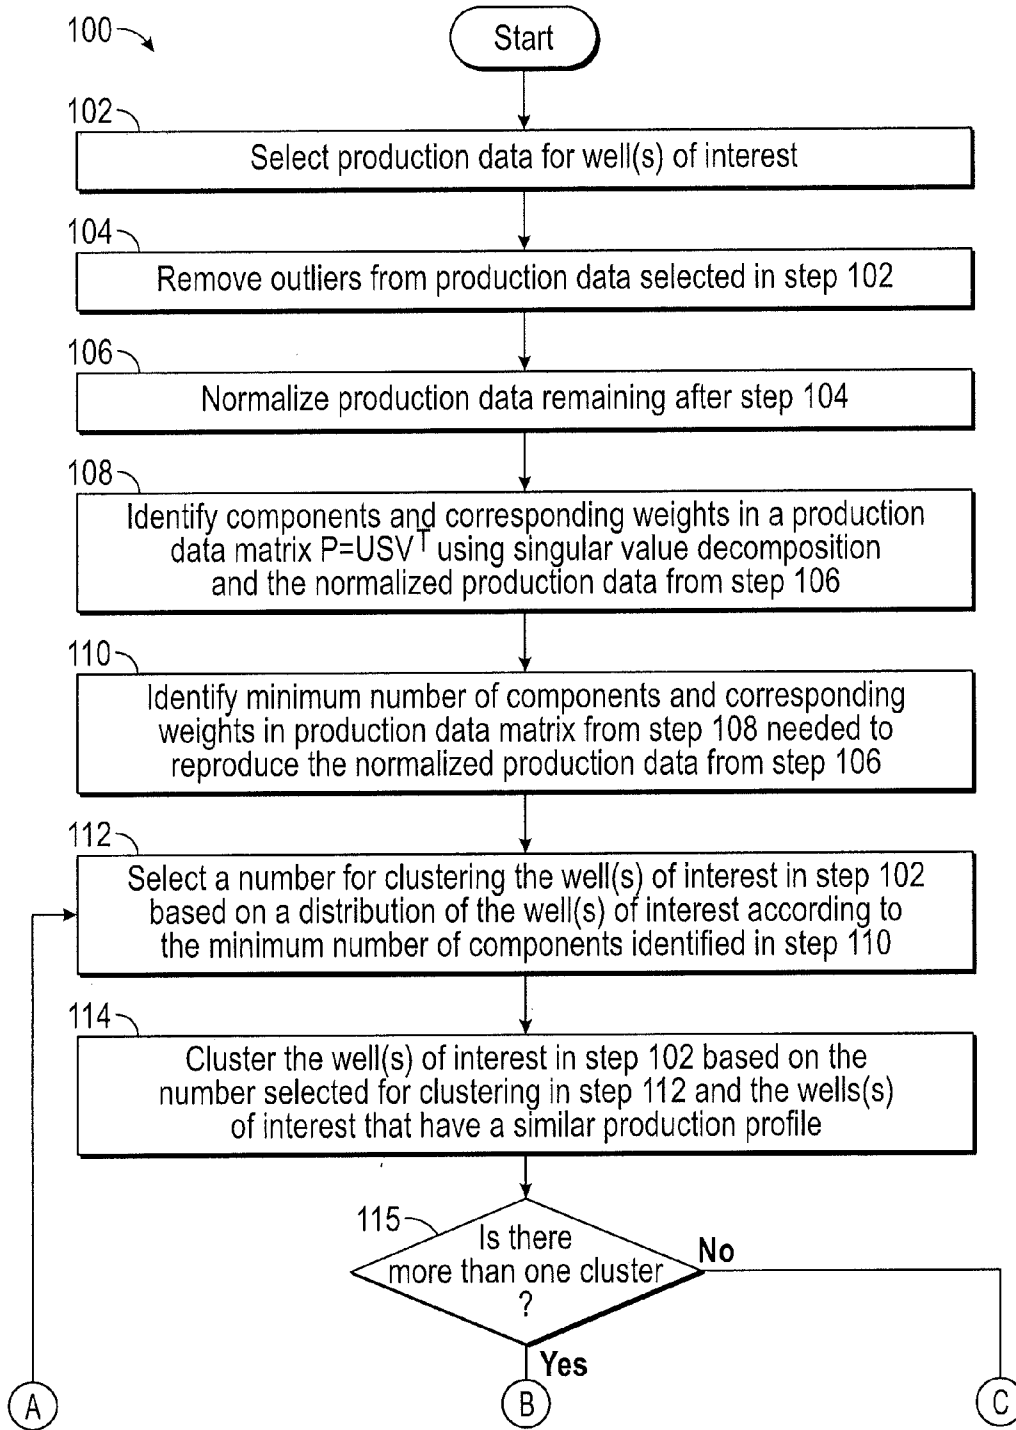 100
Start
102
Select production data for well(s) of interest
104
Remove outliers from production data selected in step 102
106
Normalize production data remaining after step 104
108
Identify components and corresponding weights in a production
data matrix P=USV^T using singular value decomposition
and the normalized production data from step 106
110
Identify minimum number of components and corresponding
weights in production data matrix from step 108 needed to
reproduce the normalized production data from step 106
112
Select a number for clustering the well(s) of interest in step 102
based on a distribution of the well(s) of interest according to
the minimum number of components identified in step 110
114
Cluster the well(s) of interest in step 102 based on the
number selected for clustering in step 112 and the wells(s)
of interest that have a similar production profile
115
Is there
more than one cluster
?
No
Yes
A
B
C